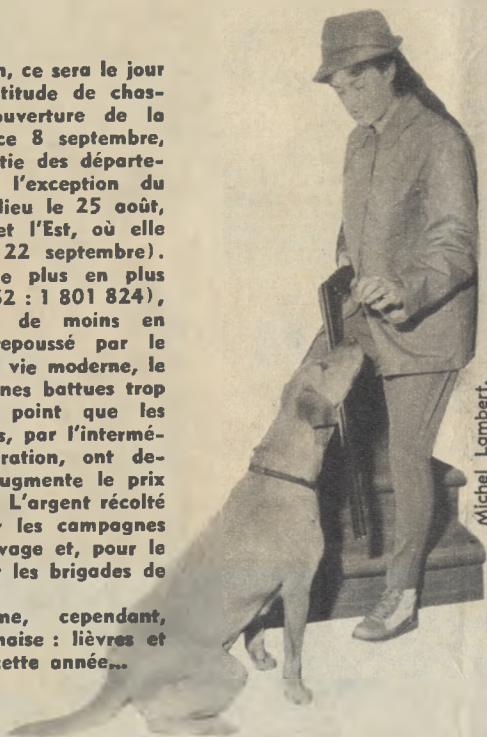 n, ce sera le jour
titude de chas-
ouverture de la
ce 8 septembre,
tie des départe-
l'exception du
lieu le 25 août,
et l'Est, où elle
22 septembre).
e plus en plus
52 : 1 801 824),
de moins en
epoussé par le
vie moderne, le
nes battues trop
point que les
s, par l'intermé-
ration, ont de-
ugmente le prix
L'argent récolté
r les campagnes
vage et, pour le
r les brigades de
me, cependant,
naise : lièvres et
cette année...
Michel Lambert.